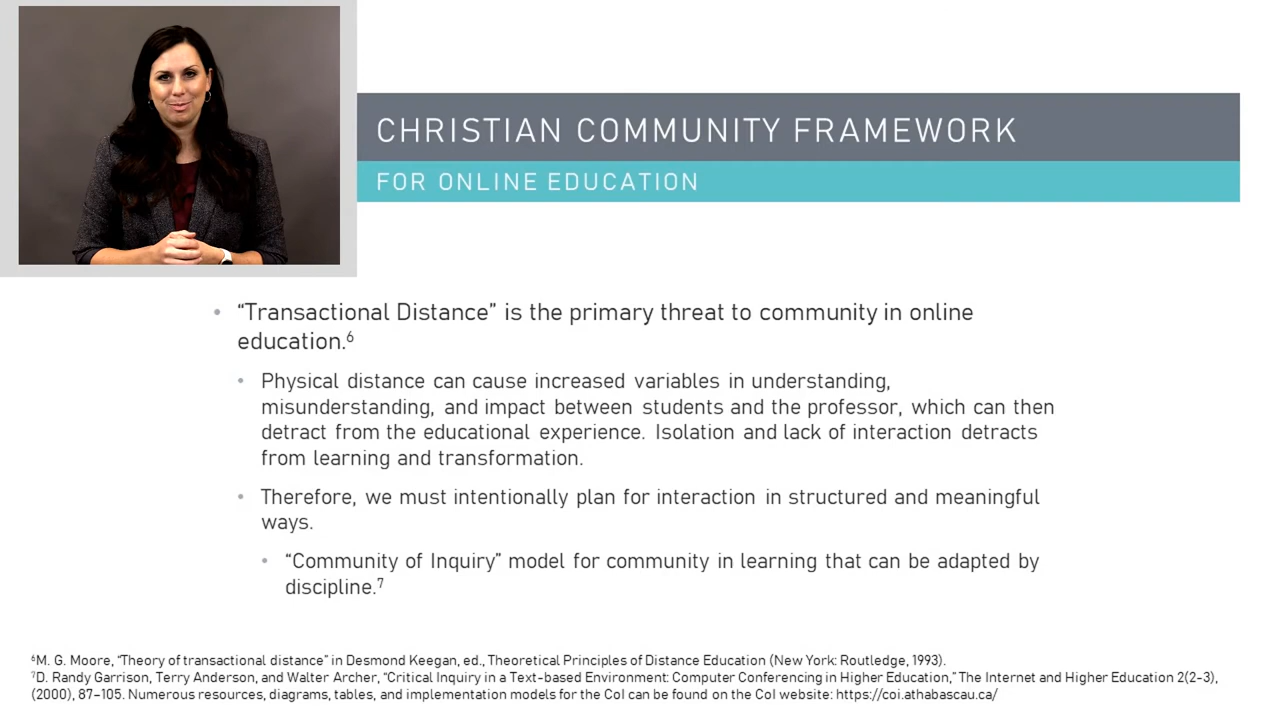 CHRISTIAN COMMUNITY FRAMEWORK
FOR ONLINE EDUCATION
• “Transactional Distance” is the primary threat to community in online
education.⁶
• Physical distance can cause increased variables in understanding,
misunderstanding, and impact between students and the professor, which can then
detract from the educational experience. Isolation and lack of interaction detracts
from learning and transformation.
• Therefore, we must intentionally plan for interaction in structured and meaningful
ways.
• “Community of Inquiry” model for community in learning that can be adapted by
discipline.⁷
⁶M. G. Moore, “Theory of transactional distance” in Desmond Keegan, ed., Theoretical Principles of Distance Education (New York: Routledge, 1993).
⁷D. Randy Garrison, Terry Anderson, and Walter Archer, “Critical Inquiry in a Text-based Environment: Computer Conferencing in Higher Education,” The Internet and Higher Education 2(2-3),
(2000), 87–105. Numerous resources, diagrams, tables, and implementation models for the CoI can be found on the CoI website: https://coi.athabascau.ca/